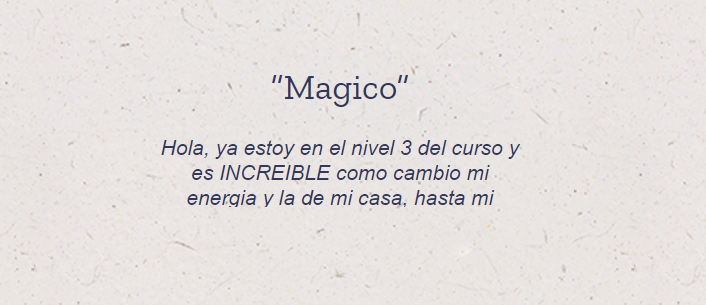 "Magico"
Hola, ya estoy en el nivel 3 del curso y
es INCREIBLE como cambio mi
energia y la de mi casa, hasta mi